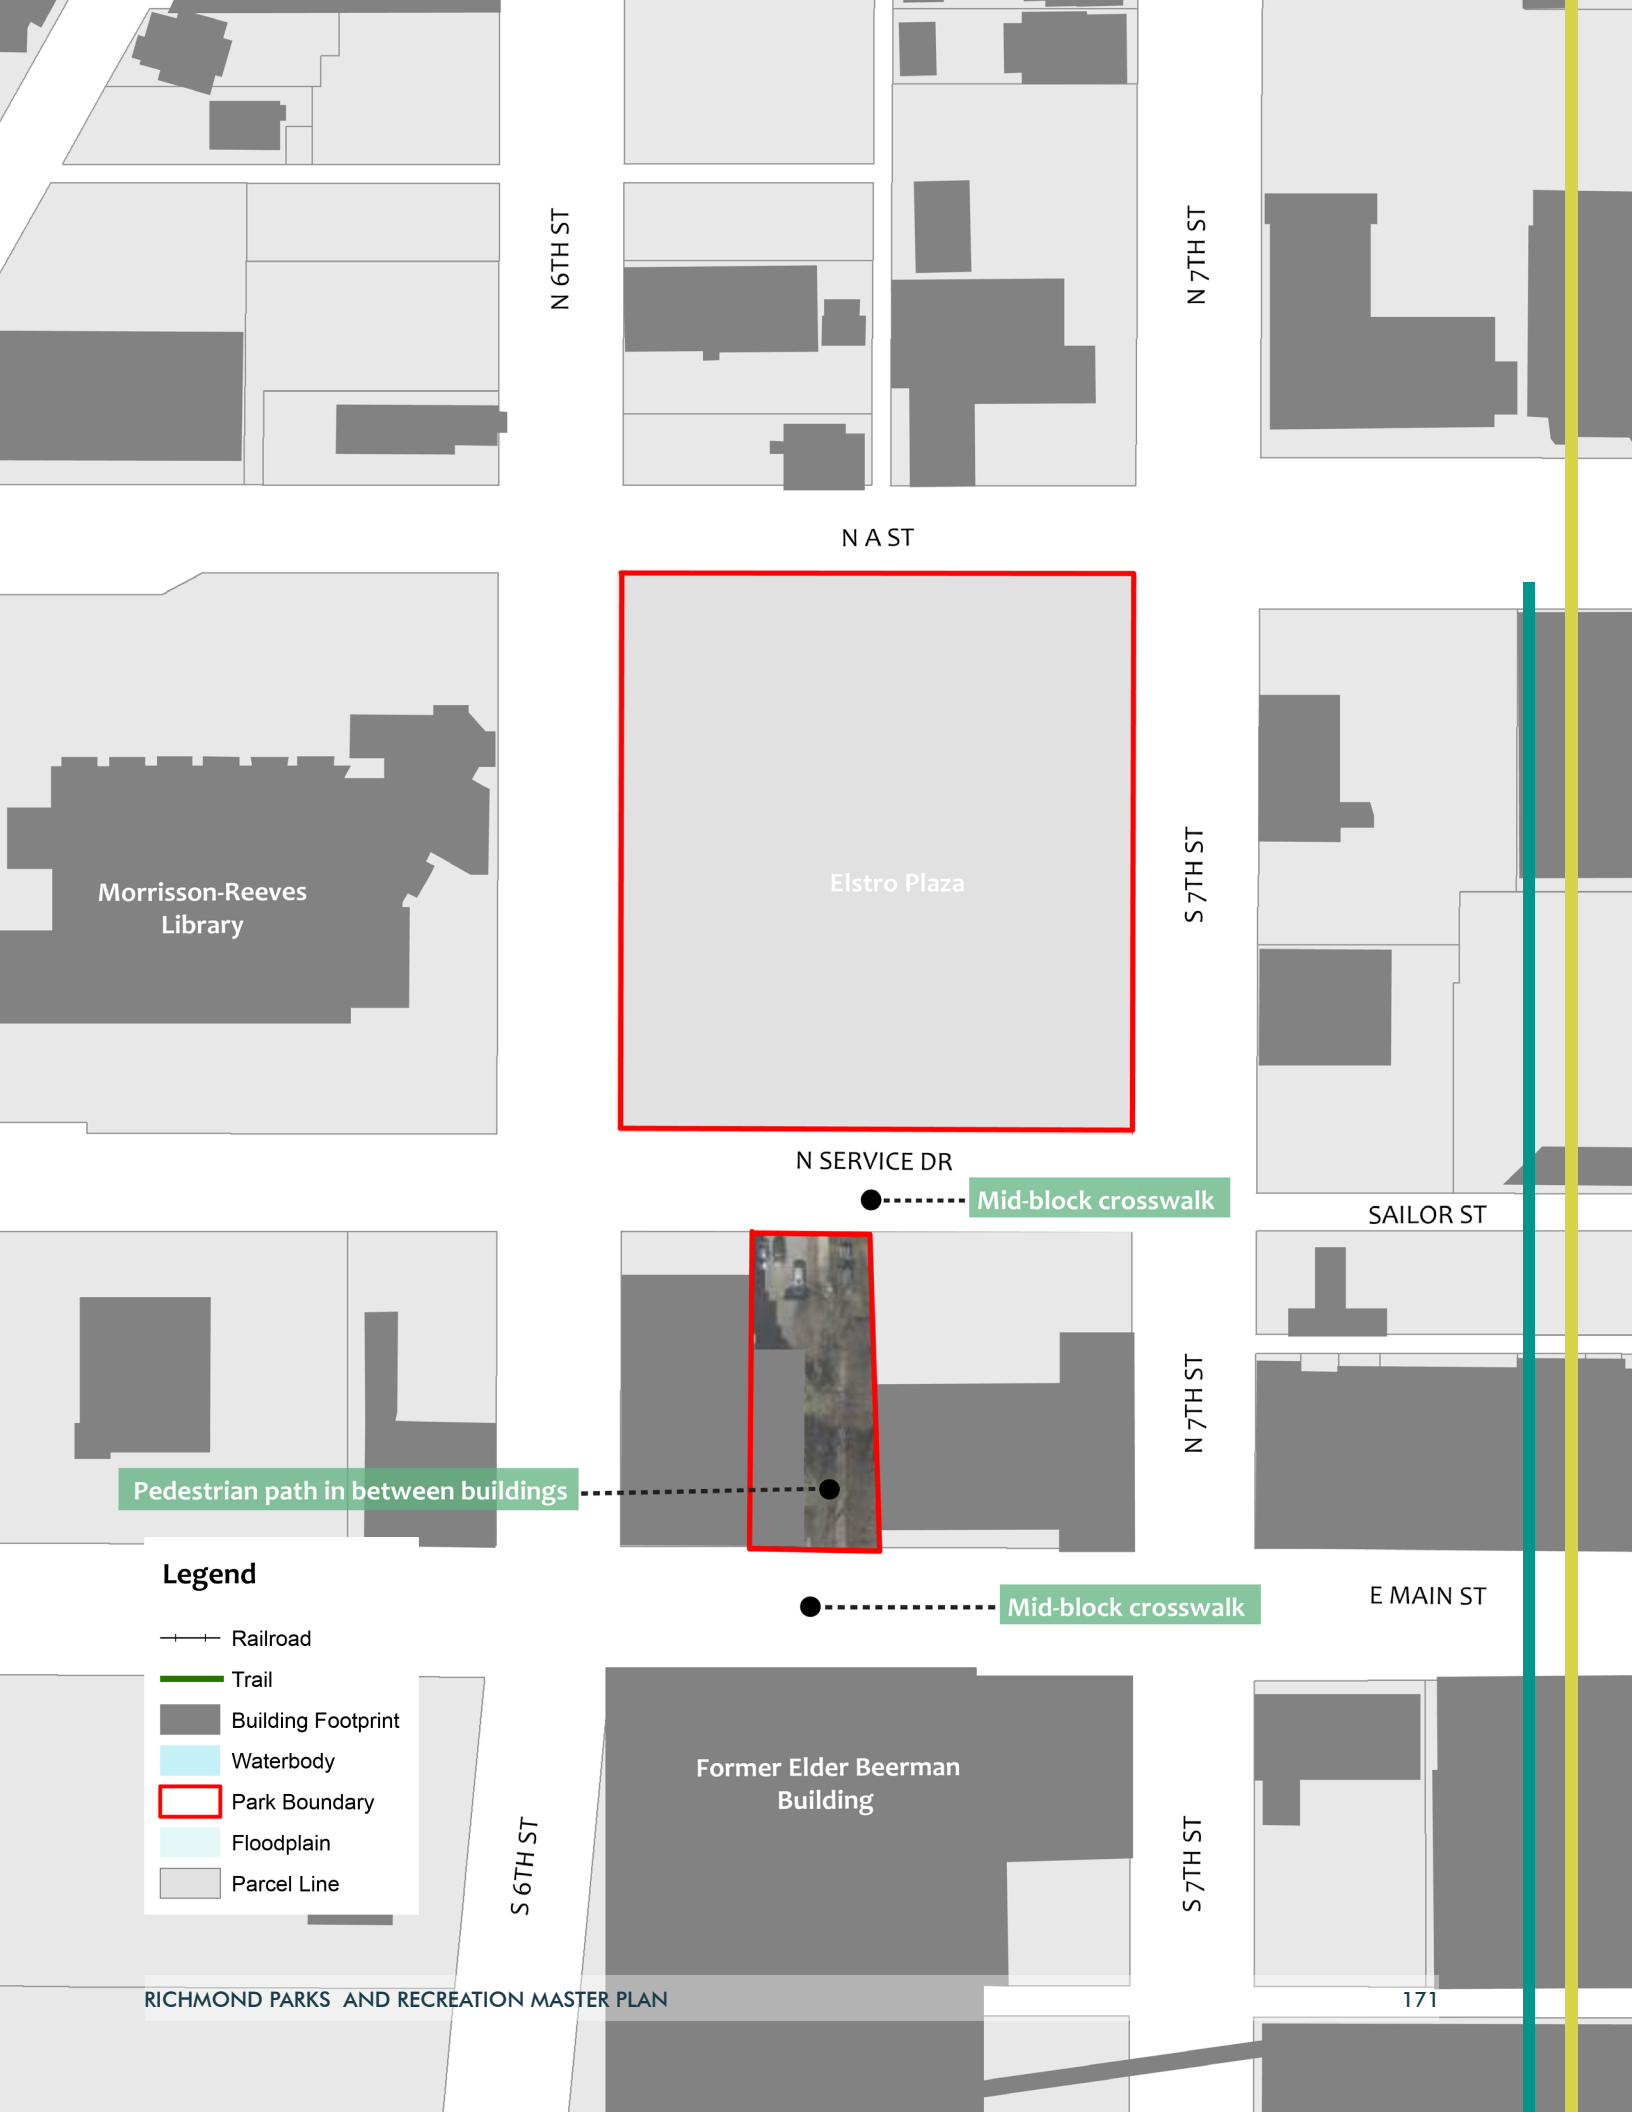 N 6TH ST
N 7TH ST
N A ST
Morrisson-Reeves
Library
Elstro Plaza
S 7TH ST
N SERVICE DR
Mid-block crosswalk
SAILOR ST
N 7TH ST
Pedestrian path in between buildings
Legend
Railroad
Trail
Building Footprint
Waterbody
Park Boundary
Floodplain
Parcel Line
Mid-block crosswalk
E MAIN ST
Former Elder Beerman
Building
S 6TH ST
S 7TH ST
RICHMOND PARKS AND RECREATION MASTER PLAN
171